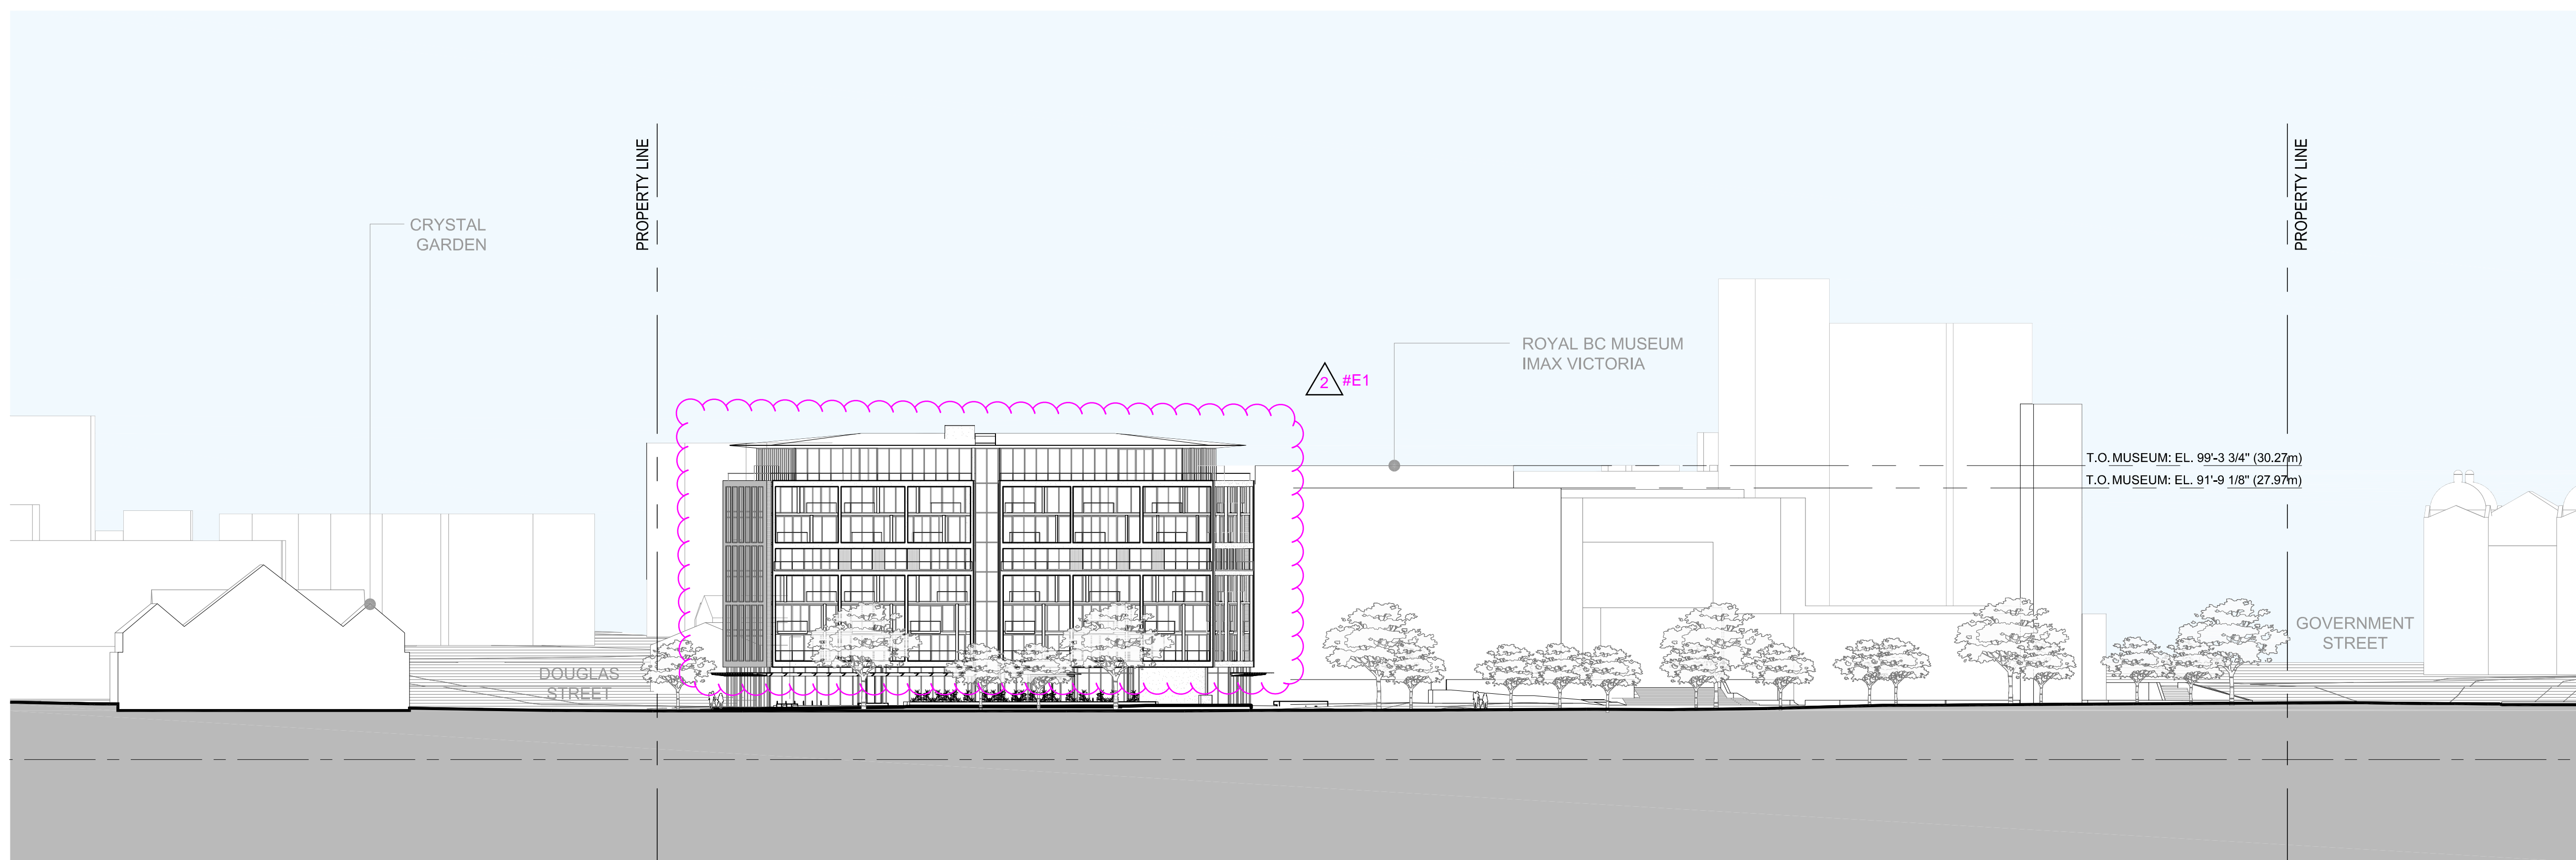 PROPERTY LINE
PROPERTY LINE
CRYSTAL
GARDEN
ROYAL BC MUSEUM
IMAX VICTORIA
2 #E1
T.O. MUSEUM: EL. 99'-3 3/4" (30.27m)
T.O. MUSEUM: EL. 91'-9 1/8" (27.97m)
GOVERNMENT
STREET
DOUGLAS
STREET